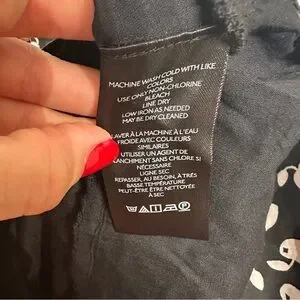 MACHINE WASH COLD WITH LIKE
COLORS
USE ONLY NON-CHLORINE
BLEACH
LINE DRY
LOW IRON AS NEEDED
MAY BE DRY CLEANED
LAVER À LA MACHINE À L'EAU
FROIDE AVEC COULEURS
SIMILAIRES
UTILISER UN AGENT DE
BLANCHIMENT SANS CHLORE SI
NÉCESSAIRE
LIGNE SEC
REPASSER, AU BESOIN, À TRÈS
BASSE TEMPÉRATURE
PEUT-ÊTRE ÊTRE NETTOYÉE
À SEC